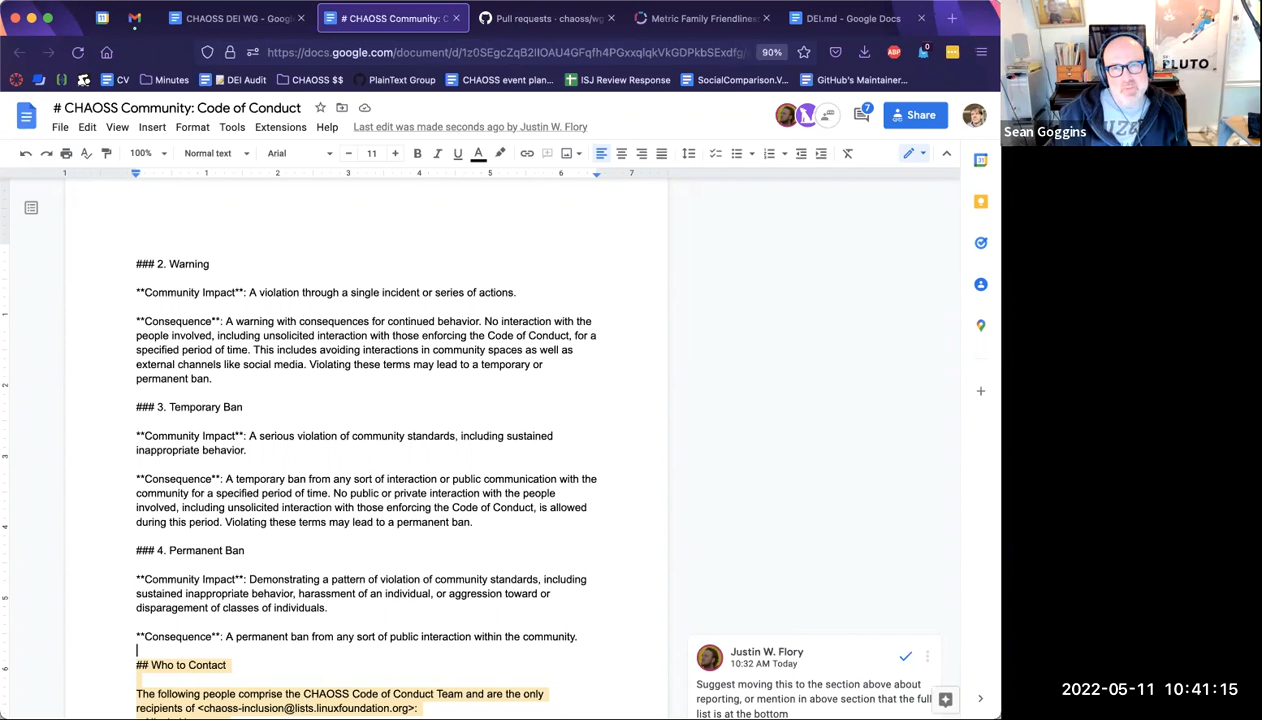 CHAOSS DEI WG - Google
# CHAOSS Community: C
Pull requests · chaoss/wg
Metric Family Friendliness
DEI.md - Google Docs
https://docs.google.com/document/d/1z0SEgcZqB2IIOAU4GFqfh4PGxxqlqkVkGDPkbSExdfg/
90%
ABP
0
CV
Minutes
DEI Audit
CHAOSS $$
PlainText Group
CHAOSS event plan...
ISJ Review Response
SocialComparison.V...
GitHub's Maintainer...
# CHAOSS Community: Code of Conduct
File Edit View Insert Format Tools Extensions Help
Last edit was made seconds ago by Justin W. Flory
7
Share
100%
Normal text
Arial
11
B I U A
1 1 2 3 4 5 6 7
### 2. Warning
**Community Impact**: A violation through a single incident or series of actions.
**Consequence**: A warning with consequences for continued behavior. No interaction with the
people involved, including unsolicited interaction with those enforcing the Code of Conduct, for a
specified period of time. This includes avoiding interactions in community spaces as well as
external channels like social media. Violating these terms may lead to a temporary or
permanent ban.
### 3. Temporary Ban
**Community Impact**: A serious violation of community standards, including sustained
inappropriate behavior.
**Consequence**: A temporary ban from any sort of interaction or public communication with the
community for a specified period of time. No public or private interaction with the people
involved, including unsolicited interaction with those enforcing the Code of Conduct, is allowed
during this period. Violating these terms may lead to a permanent ban.
### 4. Permanent Ban
**Community Impact**: Demonstrating a pattern of violation of community standards, including
sustained inappropriate behavior, harassment of an individual, or aggression toward or
disparagement of classes of individuals.
**Consequence**: A permanent ban from any sort of public interaction within the community.
## Who to Contact
The following people comprise the CHAOSS Code of Conduct Team and are the only
recipients of <chaoss-inclusion@lists.linuxfoundation.org>:
Justin W. Flory
10:32 AM Today
Suggest moving this to the section above about
reporting, or mention in above section that the full
list is at the bottom
PLUTO
Sean Goggins
2022-05-11 10:41:15